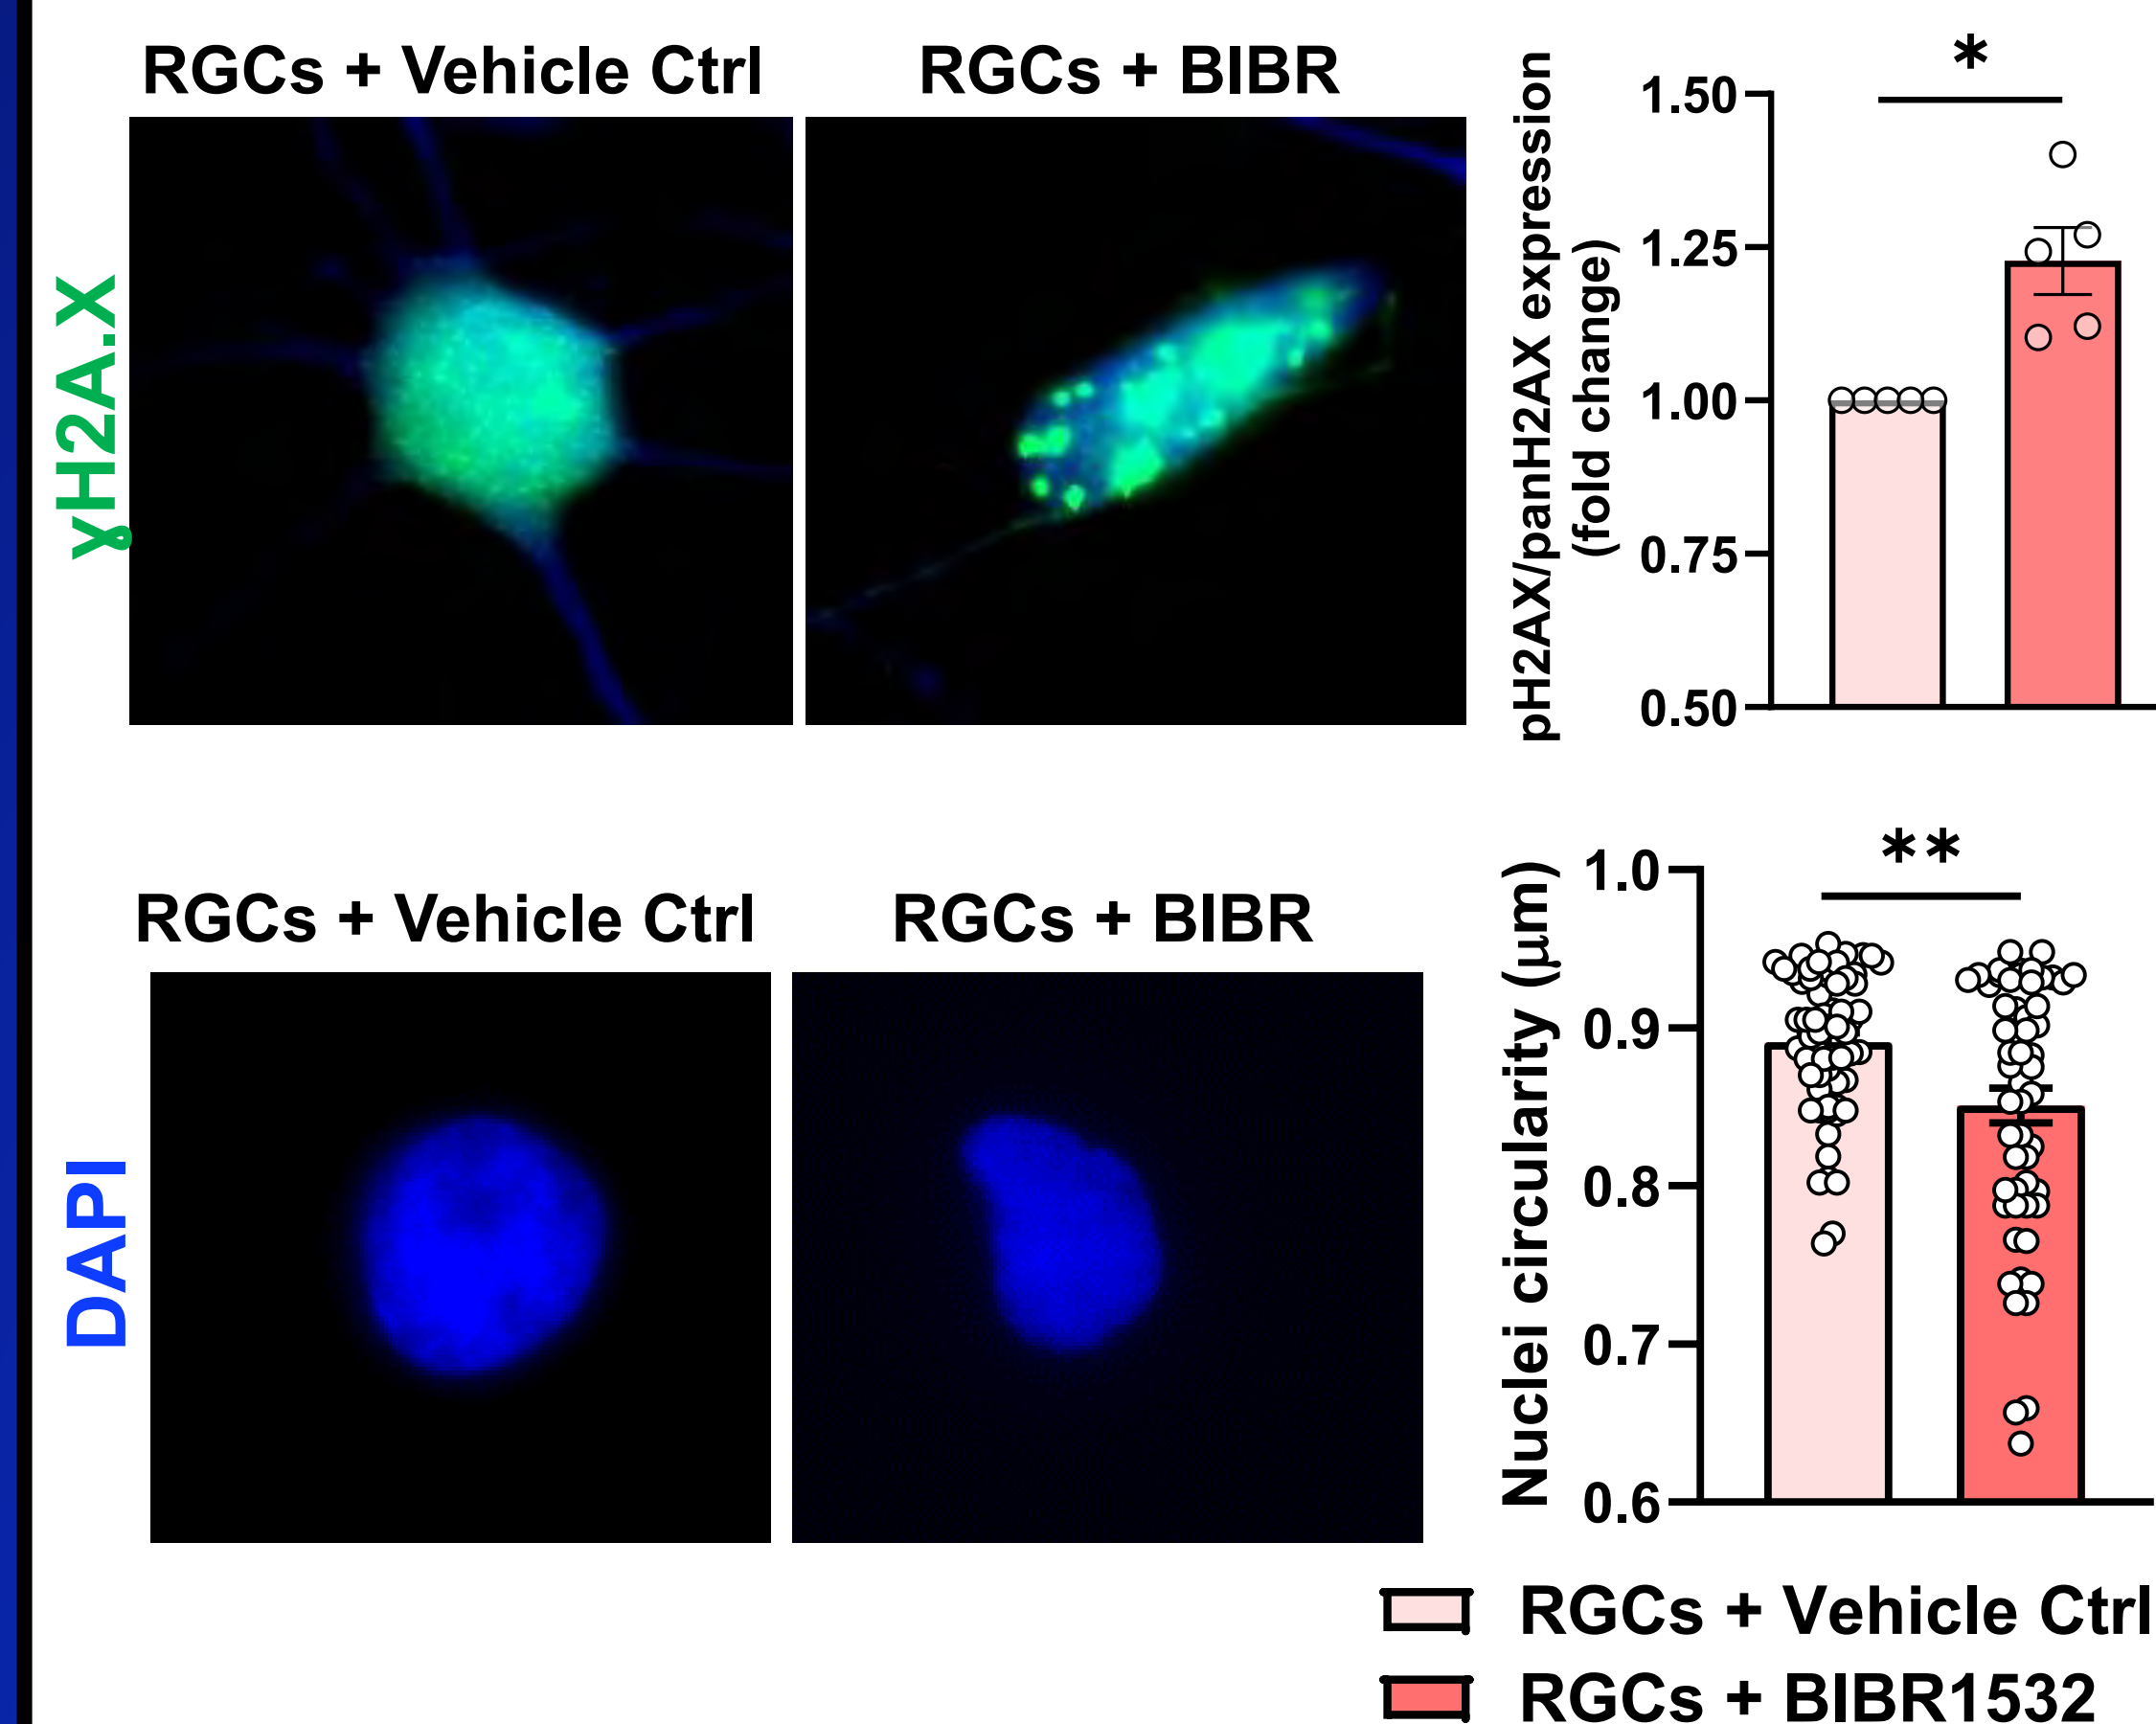 RGCs + Vehicle Ctrl
RGCs + BIBR
γH2A.X
pH2AX/panH2AX expression
(fold change)
*
1.50
1.25
1.00
0.75
0.50
RGCs + Vehicle Ctrl
RGCs + BIBR
DAPI
Nuclei circularity (μm)
**
1.0
0.9
0.8
0.7
0.6
RGCs + Vehicle Ctrl
RGCs + BIBR1532